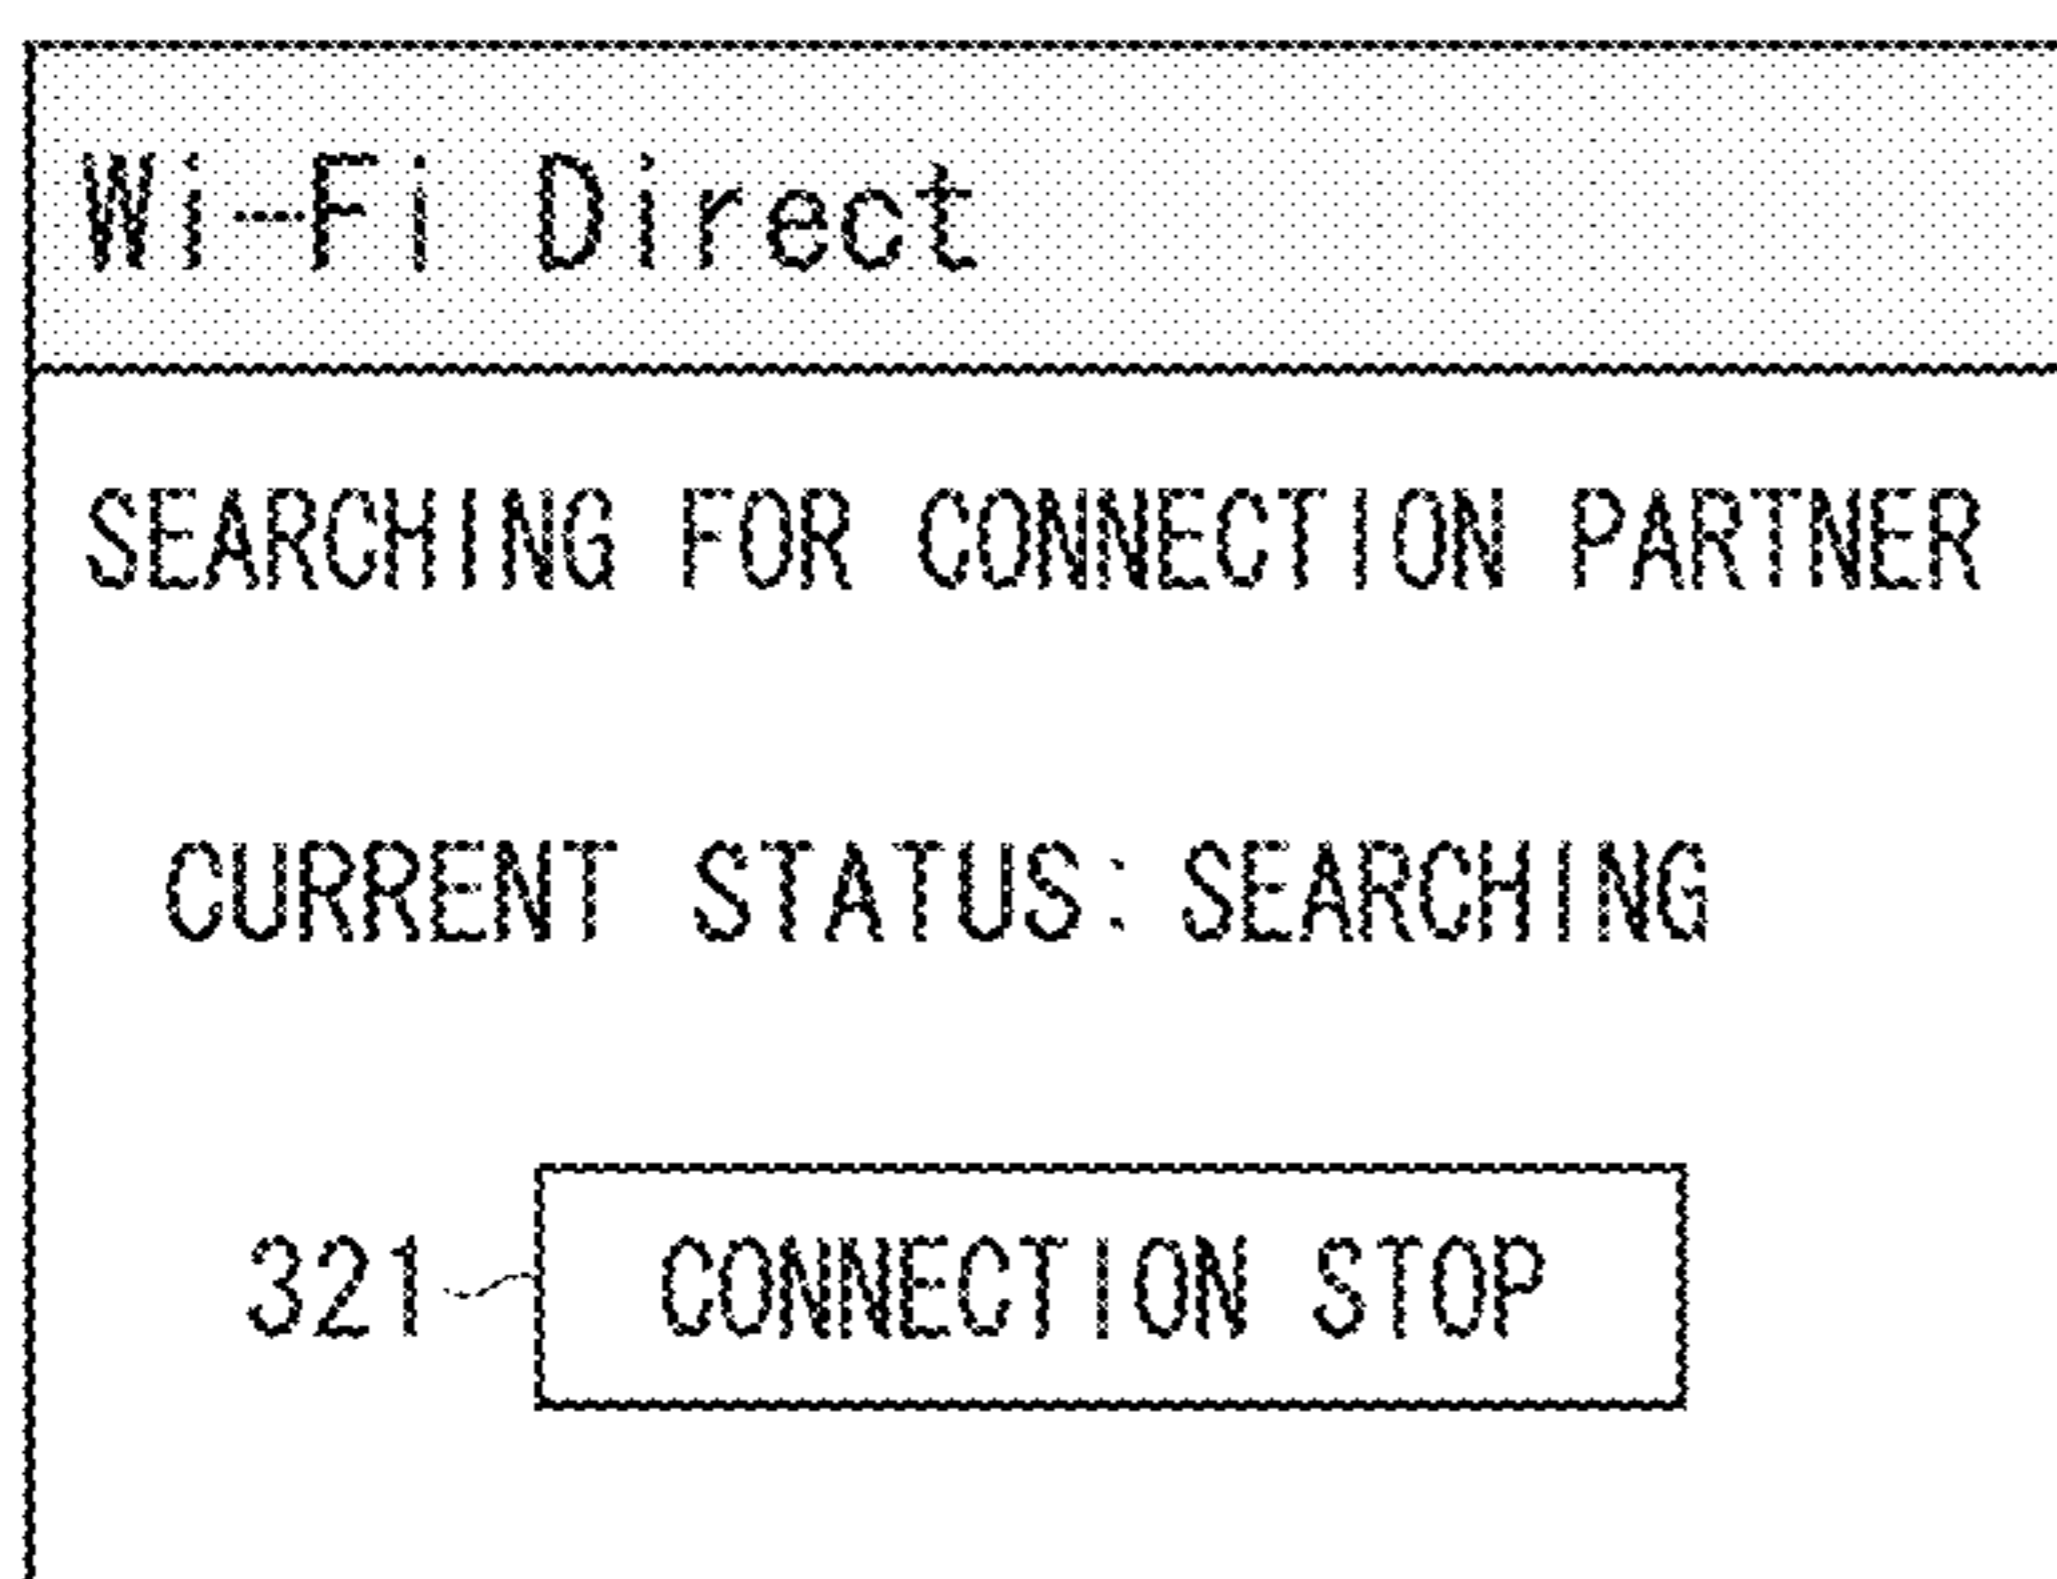 Wi-Fi Direct
SEARCHING FOR CONNECTION PARTNER
CURRENT STATUS: SEARCHING
321 CONNECTION STOP